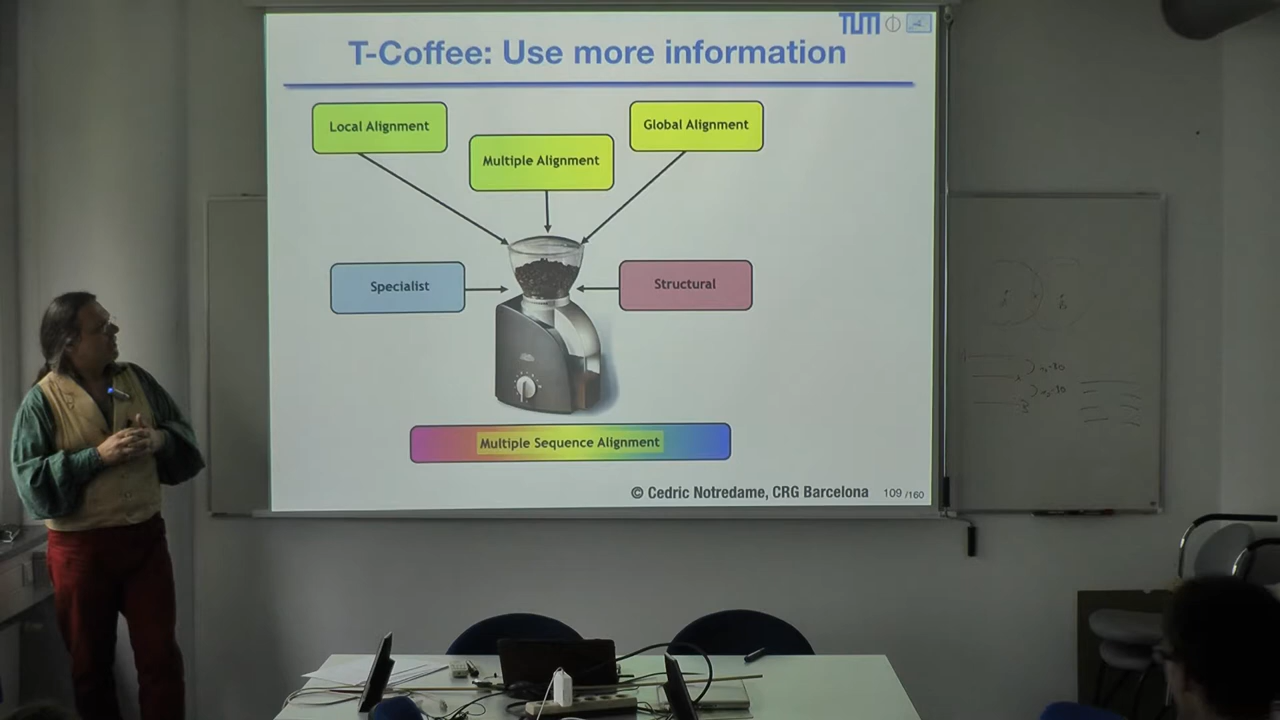 TUM
T-Coffee: Use more information
Local Alignment
Multiple Alignment
Global Alignment
Specialist
Structural
Multiple Sequence Alignment
© Cedric Notredame, CRG Barcelona 109 /160